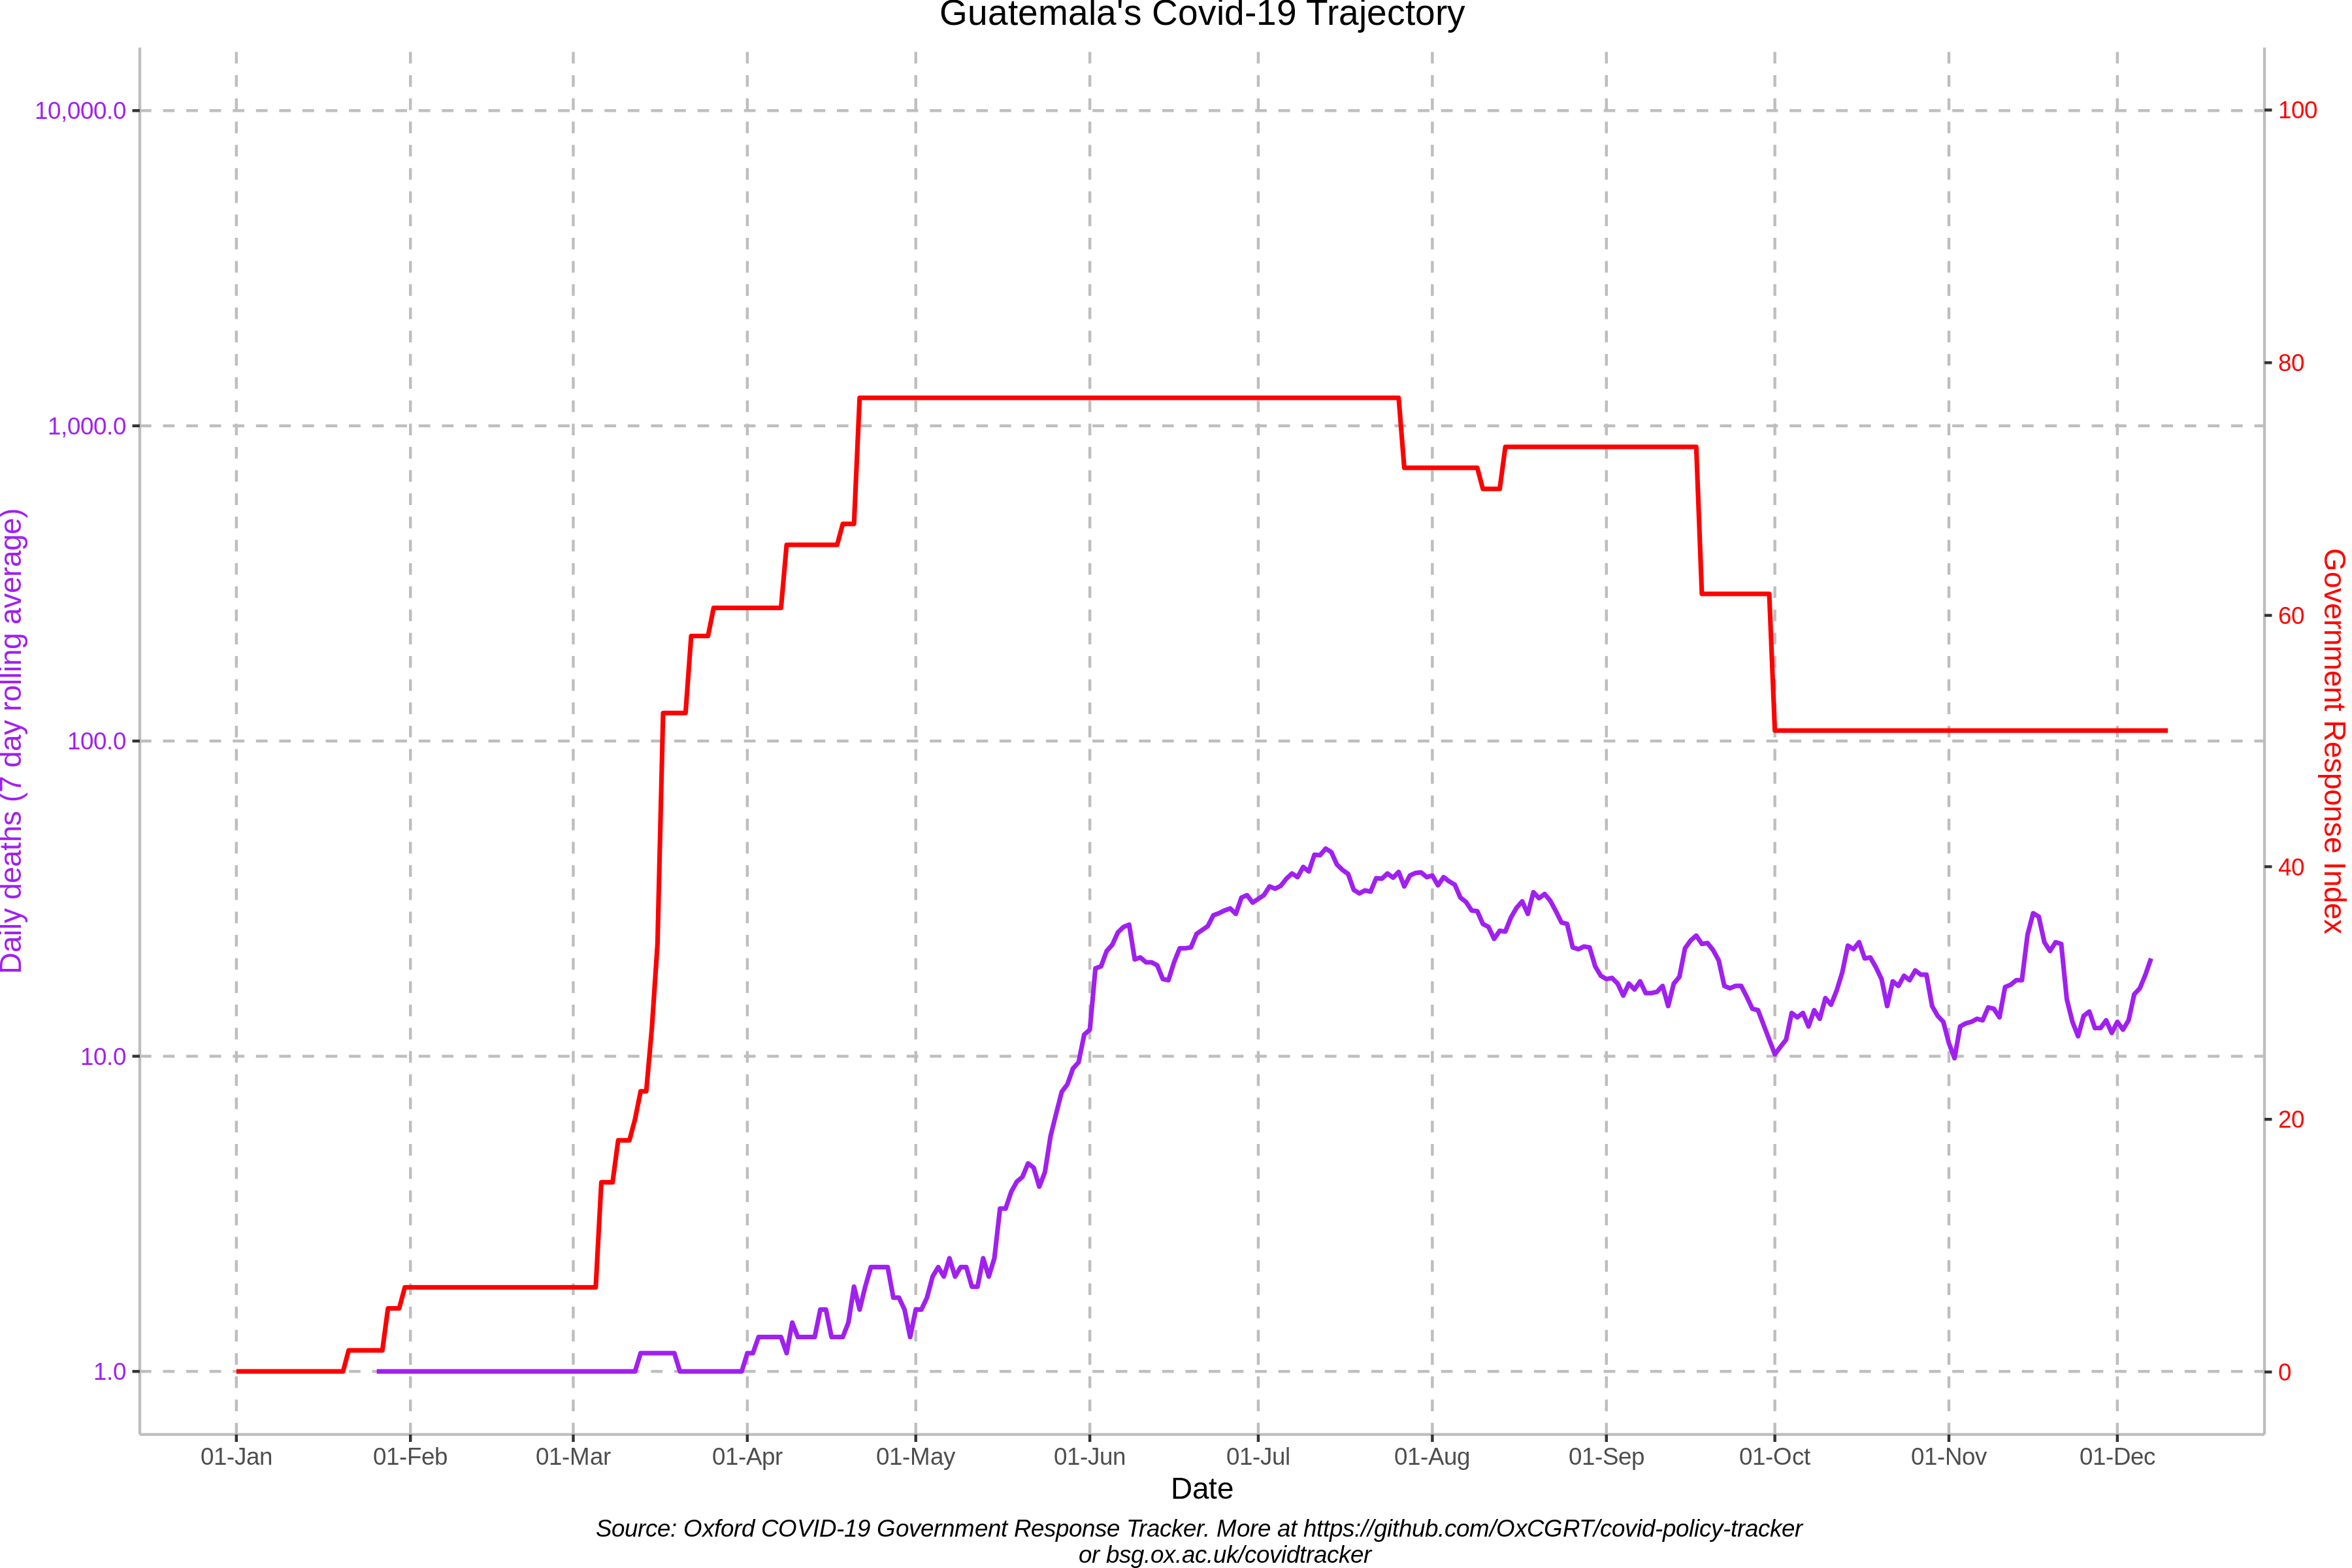 Guatemala's Covid-19 Trajectory
Daily deaths (7 day rolling average)
10,000.0
1,000.0
100.0
10.0
1.0
100
80
60
40
20
0
Government Response Index
01-Jan 01-Feb 01-Mar 01-Apr 01-May 01-Jun 01-Jul 01-Aug 01-Sep 01-Oct 01-Nov 01-Dec
Date
Source: Oxford COVID-19 Government Response Tracker. More at https://github.com/OxCGRT/covid-policy-tracker
or bsg.ox.ac.uk/covidtracker